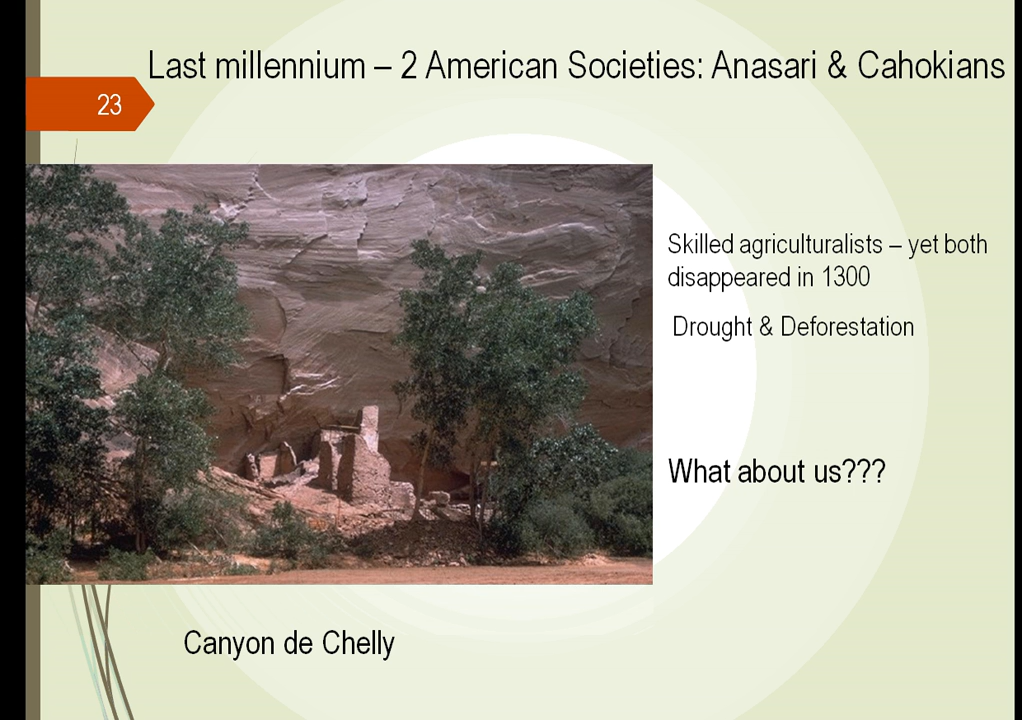 Last millennium – 2 American Societies: Anasari & Cahokians
23
Skilled agriculturalists – yet both
disappeared in 1300
Drought & Deforestation
What about us???
Canyon de Chelly